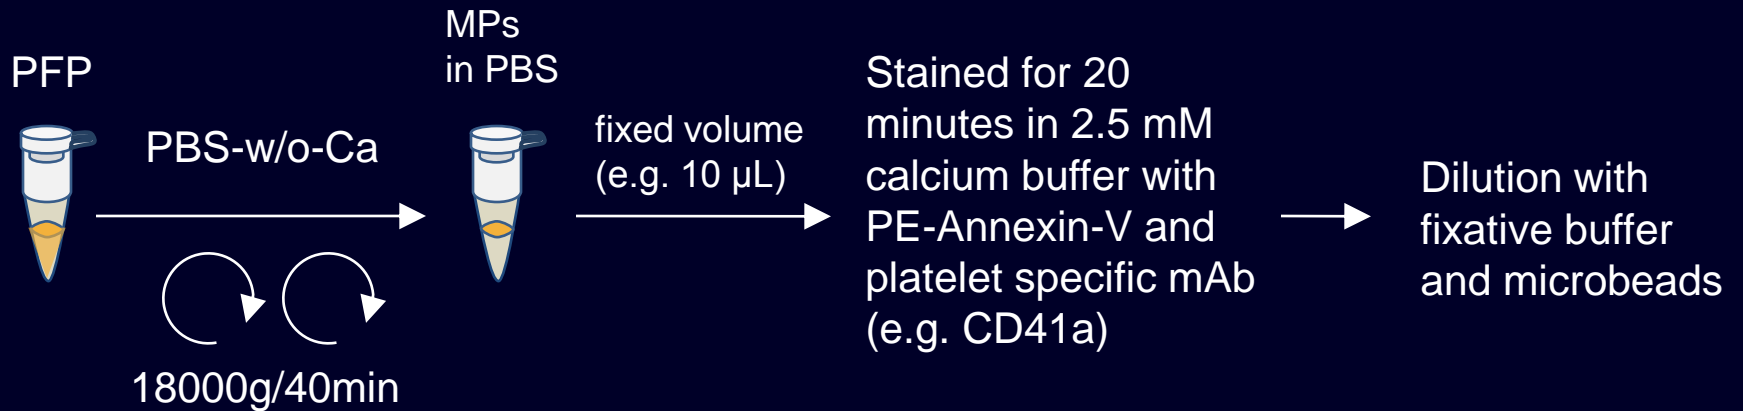 PFP
PBS-w/o-Ca
18000g/40min
MPs
in PBS
fixed volume
(e.g. 10 µL)
Stained for 20
minutes in 2.5 mM
calcium buffer with
PE-Annexin-V and
platelet specific mAb
(e.g. CD41a)
Dilution with
fixative buffer
and microbeads